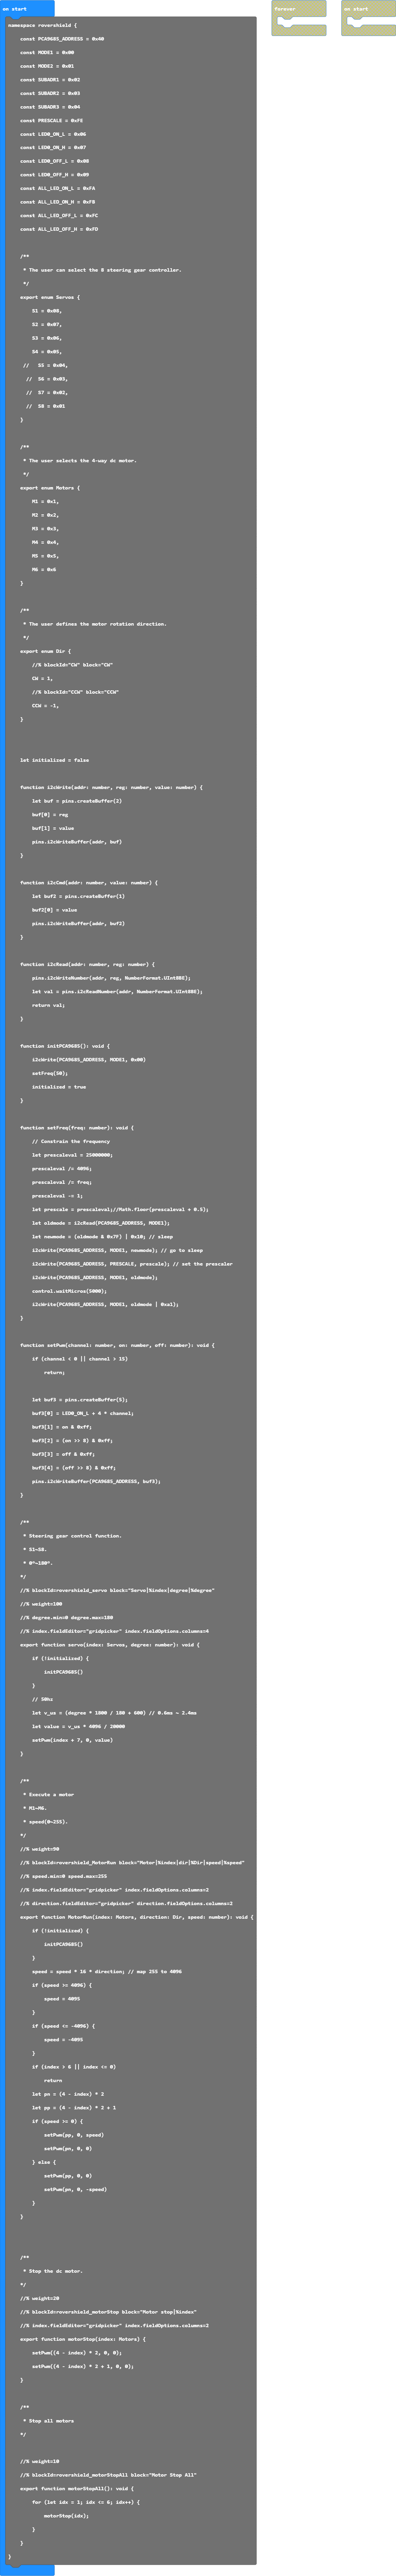 on start
forever
on start
namespace rovershield {
const PCA9685_ADDRESS = 0x40
const MODE1 = 0x00
const MODE2 = 0x01
const SUBADR1 = 0x02
const SUBADR2 = 0x03
const SUBADR3 = 0x04
const PRESCALE = 0xFE
const LED0_ON_L = 0x06
const LED0_ON_H = 0x07
const LED0_OFF_L = 0x08
const LED0_OFF_H = 0x09
const ALL_LED_ON_L = 0xFA
const ALL_LED_ON_H = 0xFB
const ALL_LED_OFF_L = 0xFC
const ALL_LED_OFF_H = 0xFD
/**
* The user can select the 8 steering gear controller.
*/
export enum Servos {
S1 = 0x08,
S2 = 0x07,
S3 = 0x06,
S4 = 0x05,
// S5 = 0x04,
// S6 = 0x03,
// S7 = 0x02,
// S8 = 0x01
}
/**
* The user selects the 4-way dc motor.
*/
export enum Motors {
M1 = 0x1,
M2 = 0x2,
M3 = 0x3,
M4 = 0x4,
M5 = 0x5,
M6 = 0x6
}
/**
* The user defines the motor rotation direction.
*/
export enum Dir {
//% blockId="CW" block="CW"
CW = 1,
//% blockId="CCW" block="CCW"
CCW = -1,
}
let initialized = false
function i2cWrite(addr: number, reg: number, value: number) {
let buf = pins.createBuffer(2)
buf[0] = reg
buf[1] = value
pins.i2cWriteBuffer(addr, buf)
}
function i2cCmd(addr: number, value: number) {
let buf2 = pins.createBuffer(1)
buf2[0] = value
pins.i2cWriteBuffer(addr, buf2)
}
function i2cRead(addr: number, reg: number) {
pins.i2cWriteNumber(addr, reg, NumberFormat.UInt8BE);
let val = pins.i2cReadNumber(addr, NumberFormat.UInt8BE);
return val;
}
function initPCA9685(): void {
i2cWrite(PCA9685_ADDRESS, MODE1, 0x00)
setFreq(50);
initialized = true
}
function setFreq(freq: number): void {
// Constrain the frequency
let prescaleval = 25000000;
prescaleval /= 4096;
prescaleval /= freq;
prescaleval -= 1;
let prescale = prescaleval;//Math.floor(prescaleval + 0.5);
let oldmode = i2cRead(PCA9685_ADDRESS, MODE1);
let newmode = (oldmode & 0x7F) | 0x10; // sleep
i2cWrite(PCA9685_ADDRESS, MODE1, newmode); // go to sleep
i2cWrite(PCA9685_ADDRESS, PRESCALE, prescale); // set the prescaler
i2cWrite(PCA9685_ADDRESS, MODE1, oldmode);
control.waitMicros(5000);
i2cWrite(PCA9685_ADDRESS, MODE1, oldmode | 0xa1);
}
function setPwm(channel: number, on: number, off: number): void {
if (channel < 0 || channel > 15)
return;
let buf3 = pins.createBuffer(5);
buf3[0] = LED0_ON_L + 4 * channel;
buf3[1] = on & 0xff;
buf3[2] = (on >> 8) & 0xff;
buf3[3] = off & 0xff;
buf3[4] = (off >> 8) & 0xff;
pins.i2cWriteBuffer(PCA9685_ADDRESS, buf3);
}
/**
* Steering gear control function.
* S1~S8.
* 0°~180°.
*/
//% blockId=rovershield_servo block="Servo|%index|degree|%degree"
//% weight=100
//% degree.min=0 degree.max=180
//% index.fieldEditor="gridpicker" index.fieldOptions.columns=4
export function servo(index: Servos, degree: number): void {
if (!initialized) {
initPCA9685()
}
// 50hz
let v_us = (degree * 1800 / 180 + 600) // 0.6ms ~ 2.4ms
let value = v_us * 4096 / 20000
setPwm(index + 7, 0, value)
}
/**
* Execute a motor
* M1~M6.
* speed(0~255).
*/
//% weight=90
//% blockId=rovershield_MotorRun block="Motor|%index|dir|%Dir|speed|%speed"
//% speed.min=0 speed.max=255
//% index.fieldEditor="gridpicker" index.fieldOptions.columns=2
//% direction.fieldEditor="gridpicker" direction.fieldOptions.columns=2
export function MotorRun(index: Motors, direction: Dir, speed: number): void {
if (!initialized) {
initPCA9685()
}
speed = speed * 16 * direction; // map 255 to 4096
if (speed >= 4096) {
speed = 4095
}
if (speed <= -4096) {
speed = -4095
}
if (index > 6 || index <= 0)
return
let pn = (4 - index) * 2
let pp = (4 - index) * 2 + 1
if (speed >= 0) {
setPwm(pp, 0, speed)
setPwm(pn, 0, 0)
} else {
setPwm(pp, 0, 0)
setPwm(pn, 0, -speed)
}
}
/**
* Stop the dc motor.
*/
//% weight=20
//% blockId=rovershield_motorStop block="Motor stop|%index"
//% index.fieldEditor="gridpicker" index.fieldOptions.columns=2
export function motorStop(index: Motors) {
setPwm((4 - index) * 2, 0, 0);
setPwm((4 - index) * 2 + 1, 0, 0);
}
/**
* Stop all motors
*/
//% weight=10
//% blockId=rovershield_motorStopAll block="Motor Stop All"
export function motorStopAll(): void {
for (let idx = 1; idx <= 6; idx++) {
motorStop(idx);
}
}
}